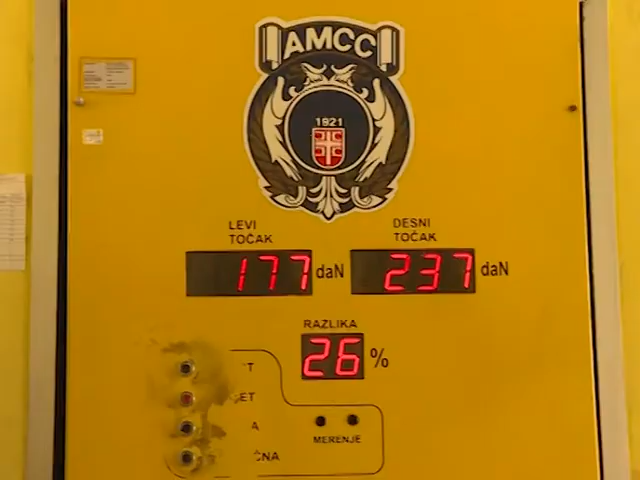 AMCC
1921
LEVI
TOČAK
DESNI
TOČAK
177 daN
237 daN
RAZLIKA
26 %
MERENJE